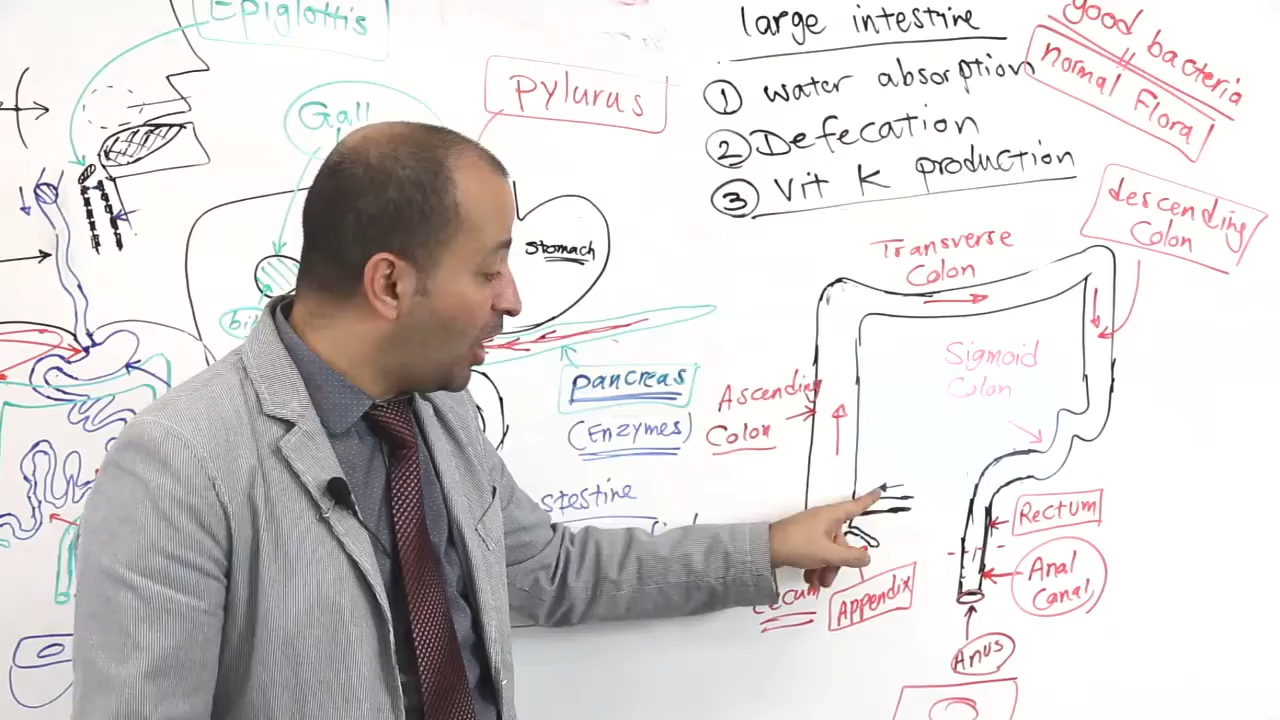 Epiglottis
Gall
Pylurus
large intestine
① water absorption
② Defecation
③ Vit K production
good bacteria
=
normal Flora
stomach
pancreas
(Enzymes)
descending
Colon
Transverse
Colon
Ascending
Colon
Sigmoid
Colon
Rectum
Anal
Canal
Appendix
Anus